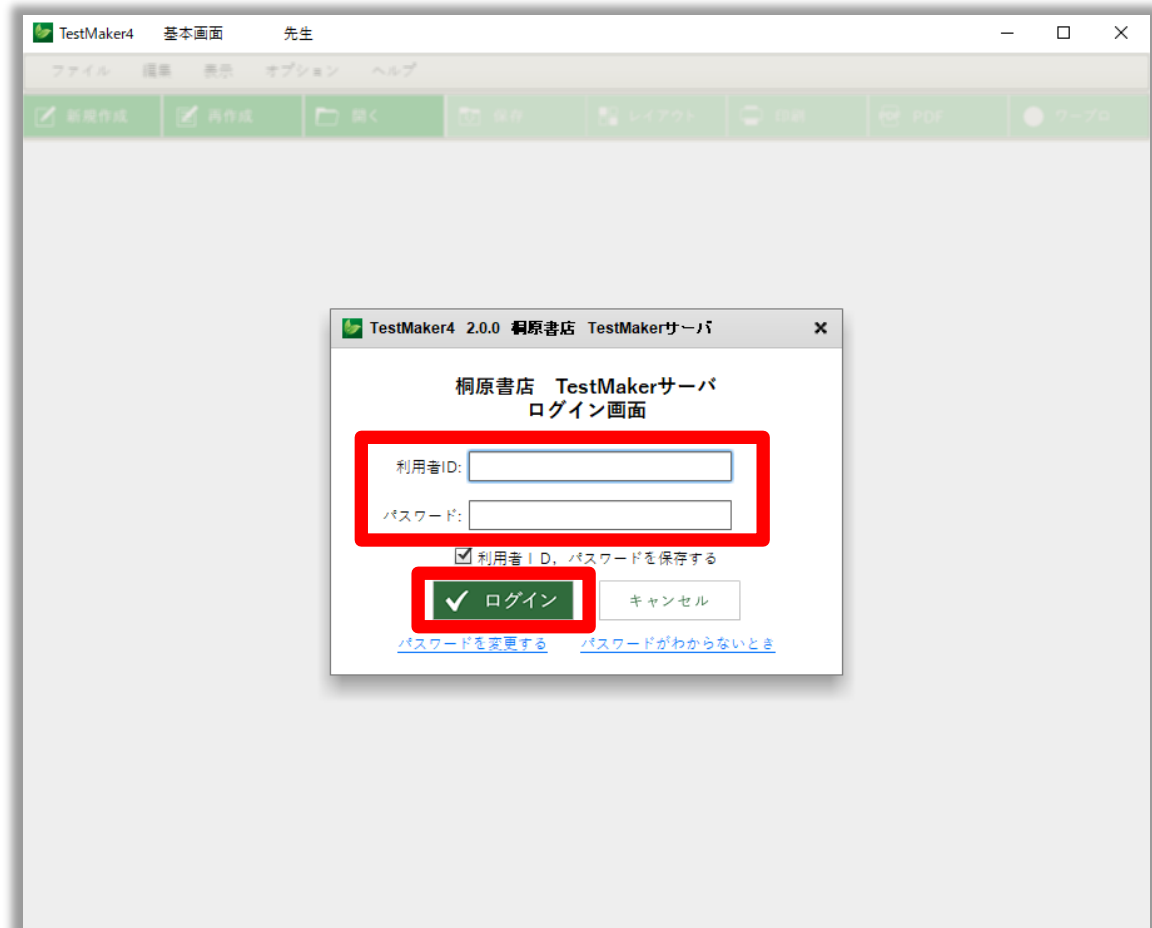 TestMaker4 基本画面 先生
ファイル 編集 表示 オプション ヘルプ
新規作成 再作成 開く 保存 レイアウト 印刷 PDF ワープロ
TestMaker4 2.0.0 桐原書店 TestMakerサーバ
桐原書店 TestMakerサーバ
ログイン画面
利用者ID:
パスワード:
利用者ＩＤ，パスワードを保存する
ログイン キャンセル
パスワードを変更する パスワードがわからないとき